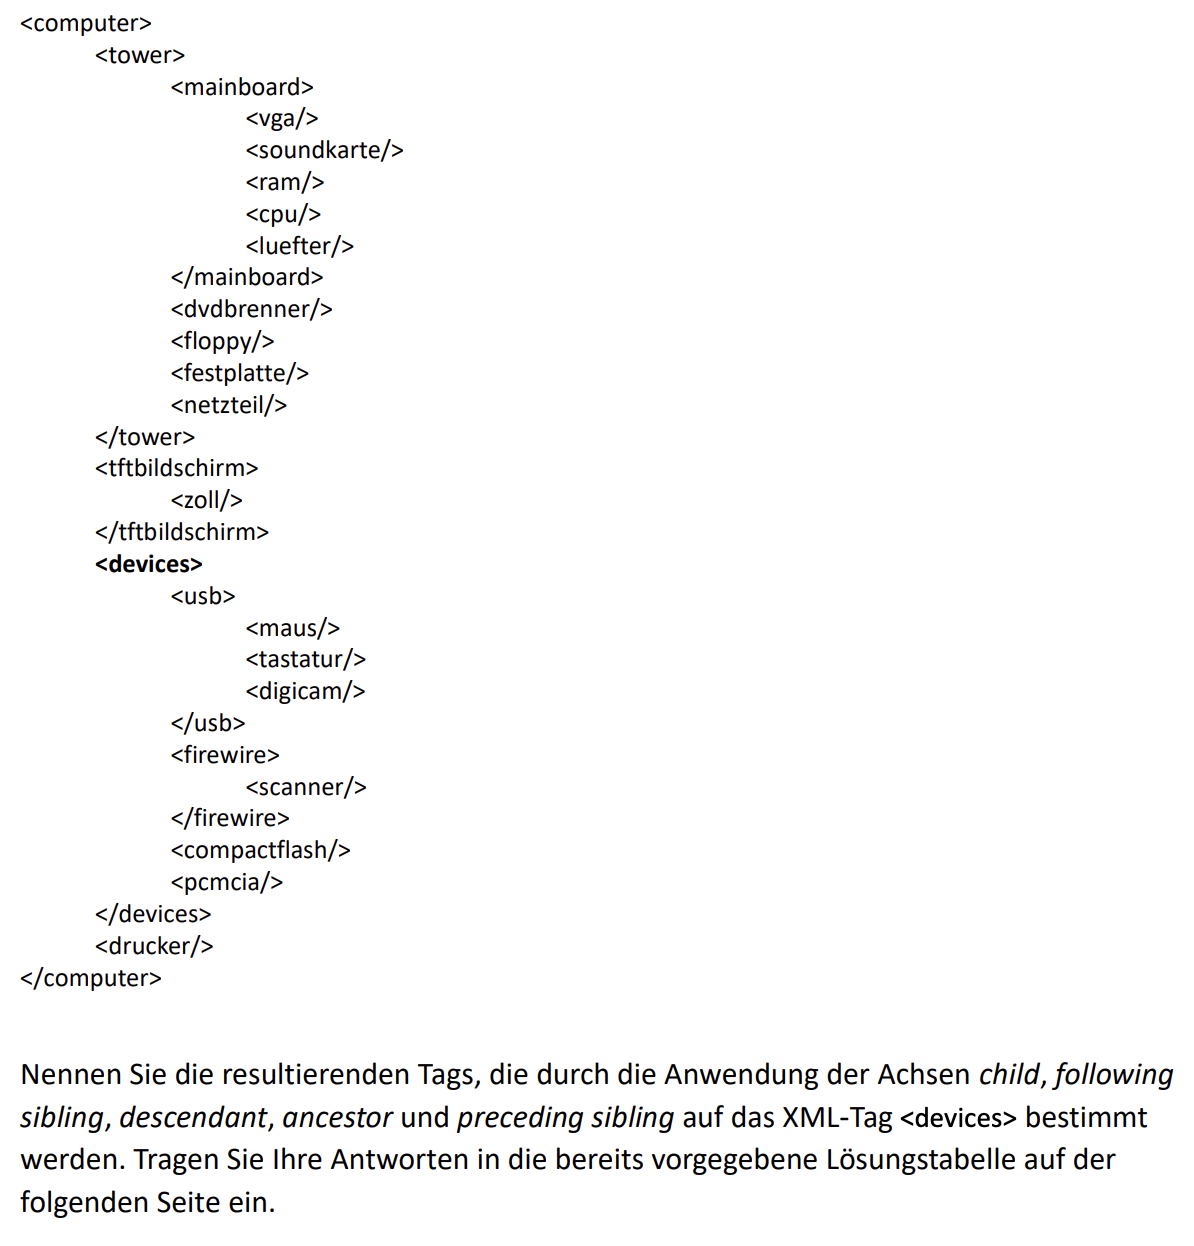 <computer>
<tower>
<mainboard>
<vga/>
<soundkarte/>
<ram/>
<cpu/>
<luefter/>
</mainboard>
<dvdbrenner/>
<floppy/>
<festplatte/>
<netzteil/>
</tower>
<tftbildschirm>
<zoll/>
</tftbildschirm>
<devices>
<usb>
<maus/>
<tastatur/>
<digicam/>
</usb>
<firewire>
<scanner/>
</firewire>
<compactflash/>
<pcmcia/>
</devices>
<drucker/>
</computer>
Nennen Sie die resultierenden Tags, die durch die Anwendung der Achsen child, following
sibling, descendant, ancestor und preceding sibling auf das XML-Tag <devices> bestimmt
werden. Tragen Sie Ihre Antworten in die bereits vorgegebene Lösungstabelle auf der
folgenden Seite ein.